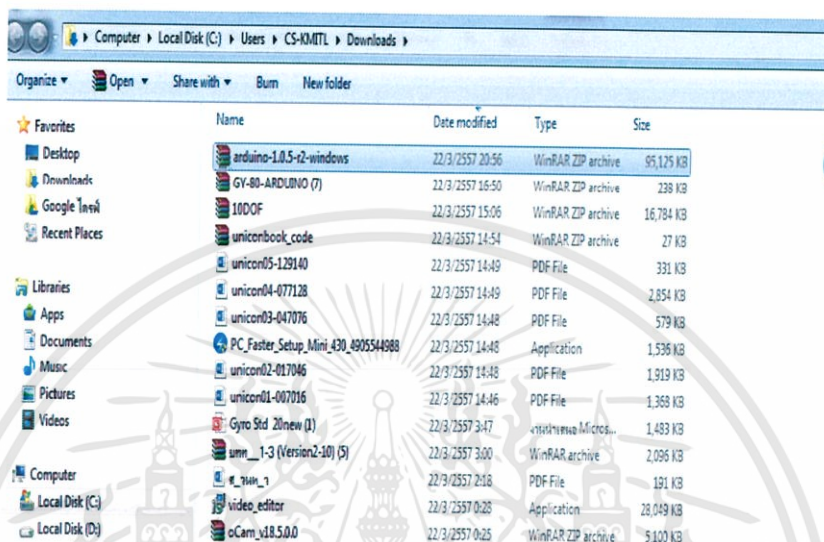 Computer Local Disk (C:) Users CS-KMITL Downloads
Organize Open Share with Burn New folder
Favorites
Desktop
Downloads
Google ไดรฟ์
Recent Places
Libraries
Apps
Documents
Music
Pictures
Videos
Computer
Local Disk (C:)
Local Disk (D:)
Name Date modified Type Size
arduino-1.0.5-r2-windows 22/3/2557 20:56 WinRAR ZIP archive 95,125 KB
GY-80-ARDUINO (7) 22/3/2557 16:50 WinRAR ZIP archive 238 KB
10DOF 22/3/2557 15:06 WinRAR ZIP archive 16,784 KB
uniconbook_code 22/3/2557 14:54 WinRAR ZIP archive 27 KB
unicon05-129140 22/3/2557 14:49 PDF File 331 KB
unicon04-077128 22/3/2557 14:49 PDF File 2,854 KB
unicon03-047076 22/3/2557 14:48 PDF File 579 KB
PC_Faster_Setup_Mini_430_4905544988 22/3/2557 14:48 Application 1,536 KB
unicon02-017046 22/3/2557 14:48 PDF File 1,919 KB
unicon01-007016 22/3/2557 14:46 PDF File 1,368 KB
Gyro Std 20new (1) 22/3/2557 3:47 Micros... 1,483 KB
1-3 (Version2-10) (5) 22/3/2557 3:00 WinRAR archive 2,096 KB
22/3/2557 2:18 PDF File 191 KB
video_editor 22/3/2557 0:28 Application 28,049 KB
oCam_v18.5.0.0 22/3/2557 0:25 WinRAR ZIP archive 5,100 KB